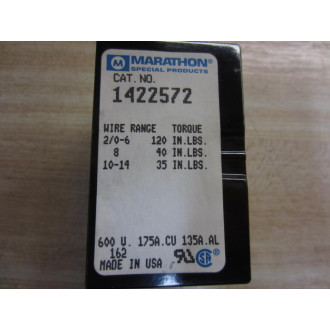 M MARATHON
SPECIAL PRODUCTS
CAT. NO.
1422572
WIRE RANGE TORQUE
2/0-6 120 IN.LBS.
8 40 IN.LBS.
10-14 35 IN.LBS.
600 V. 175A.CU 135A.AL
162
MADE IN USA